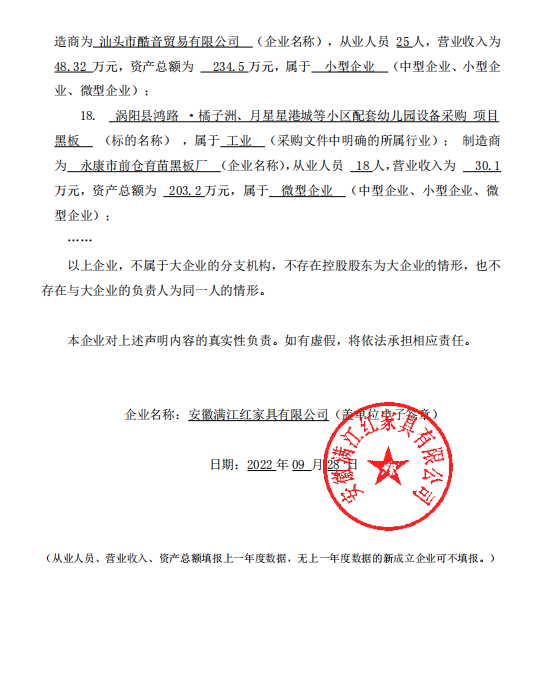 造商为 汕头市酷音贸易有限公司 （企业名称），从业人员 25 人，营业收入为
48.32 万元，资产总额为 234.5 万元，属于 小型企业 （中型企业、小型企
业、微型企业）；
18. 涡阳县鸿路 ·橘子洲、月星星港城等小区配套幼儿园设备采购 项目
黑板 （标的名称） ，属于 工业 （采购文件中明确的所属行业）； 制造商
为 永康市前仓育苗黑板厂 （企业名称），从业人员 18 人，营业收入为 30.1
万元，资产总额为 203.2 万元，属于 微型企业 （中型企业、小型企业、微
型企业）；
……
以上企业，不属于大企业的分支机构，不存在控股股东为大企业的情形，也不
存在与大企业的负责人为同一人的情形。
本企业对上述声明内容的真实性负责。如有虚假，将依法承担相应责任。
企业名称：安徽满江红家具有限公司（盖单位电子签章）
日期：2022 年 09 月 28 日
安徽满江红家具有限公司
（从业人员、营业收入、资产总额填报上一年度数据，无上一年度数据的新成立企业可不填报。）